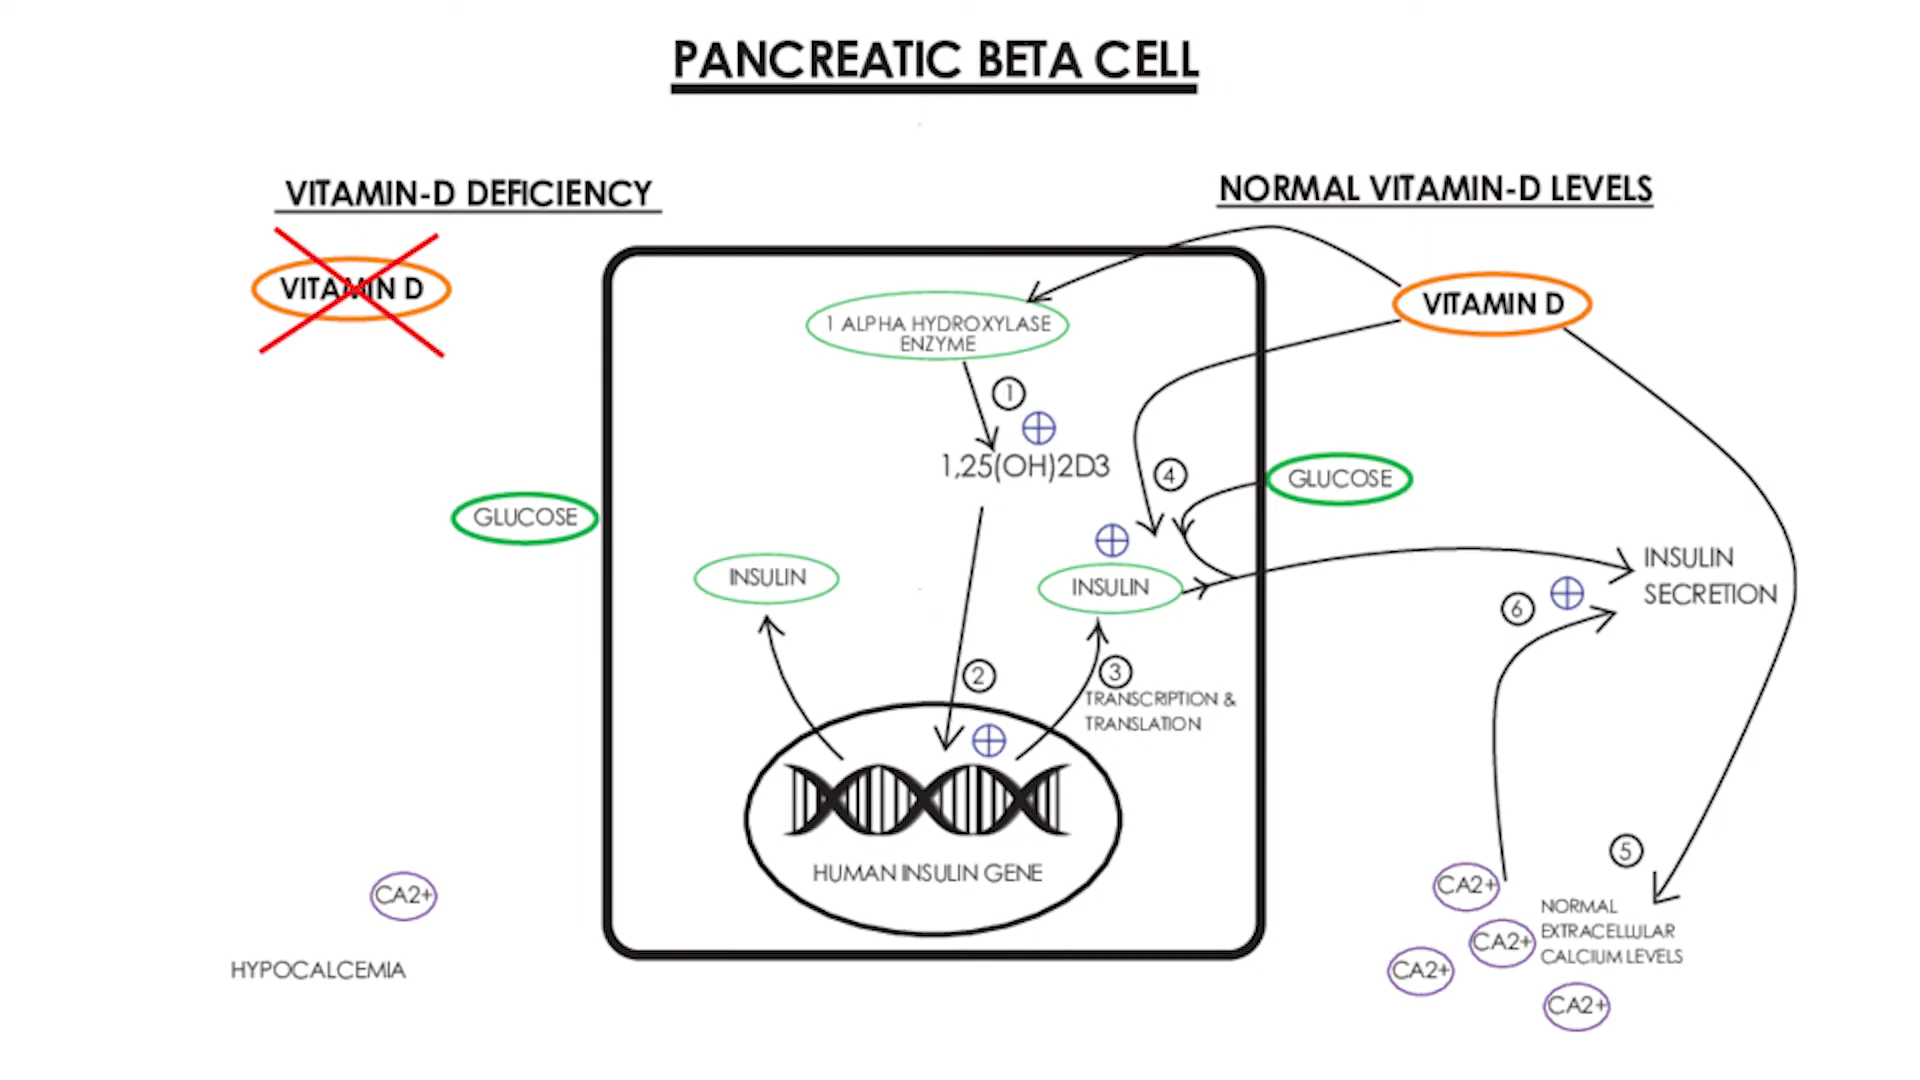 PANCREATIC BETA CELL
VITAMIN-D DEFICIENCY
NORMAL VITAMIN-D LEVELS
VITAMIN D
VITAMIN D
1 ALPHA HYDROXYLASE
ENZYME
1
1,25(OH)2D3
4
GLUCOSE
GLUCOSE
INSULIN
INSULIN
INSULIN
SECRETION
6
2
3
TRANSCRIPTION &
TRANSLATION
HUMAN INSULIN GENE
5
CA2+
HYPOCALCEMIA
CA2+
CA2+
CA2+
CA2+
NORMAL
EXTRACELLULAR
CALCIUM LEVELS